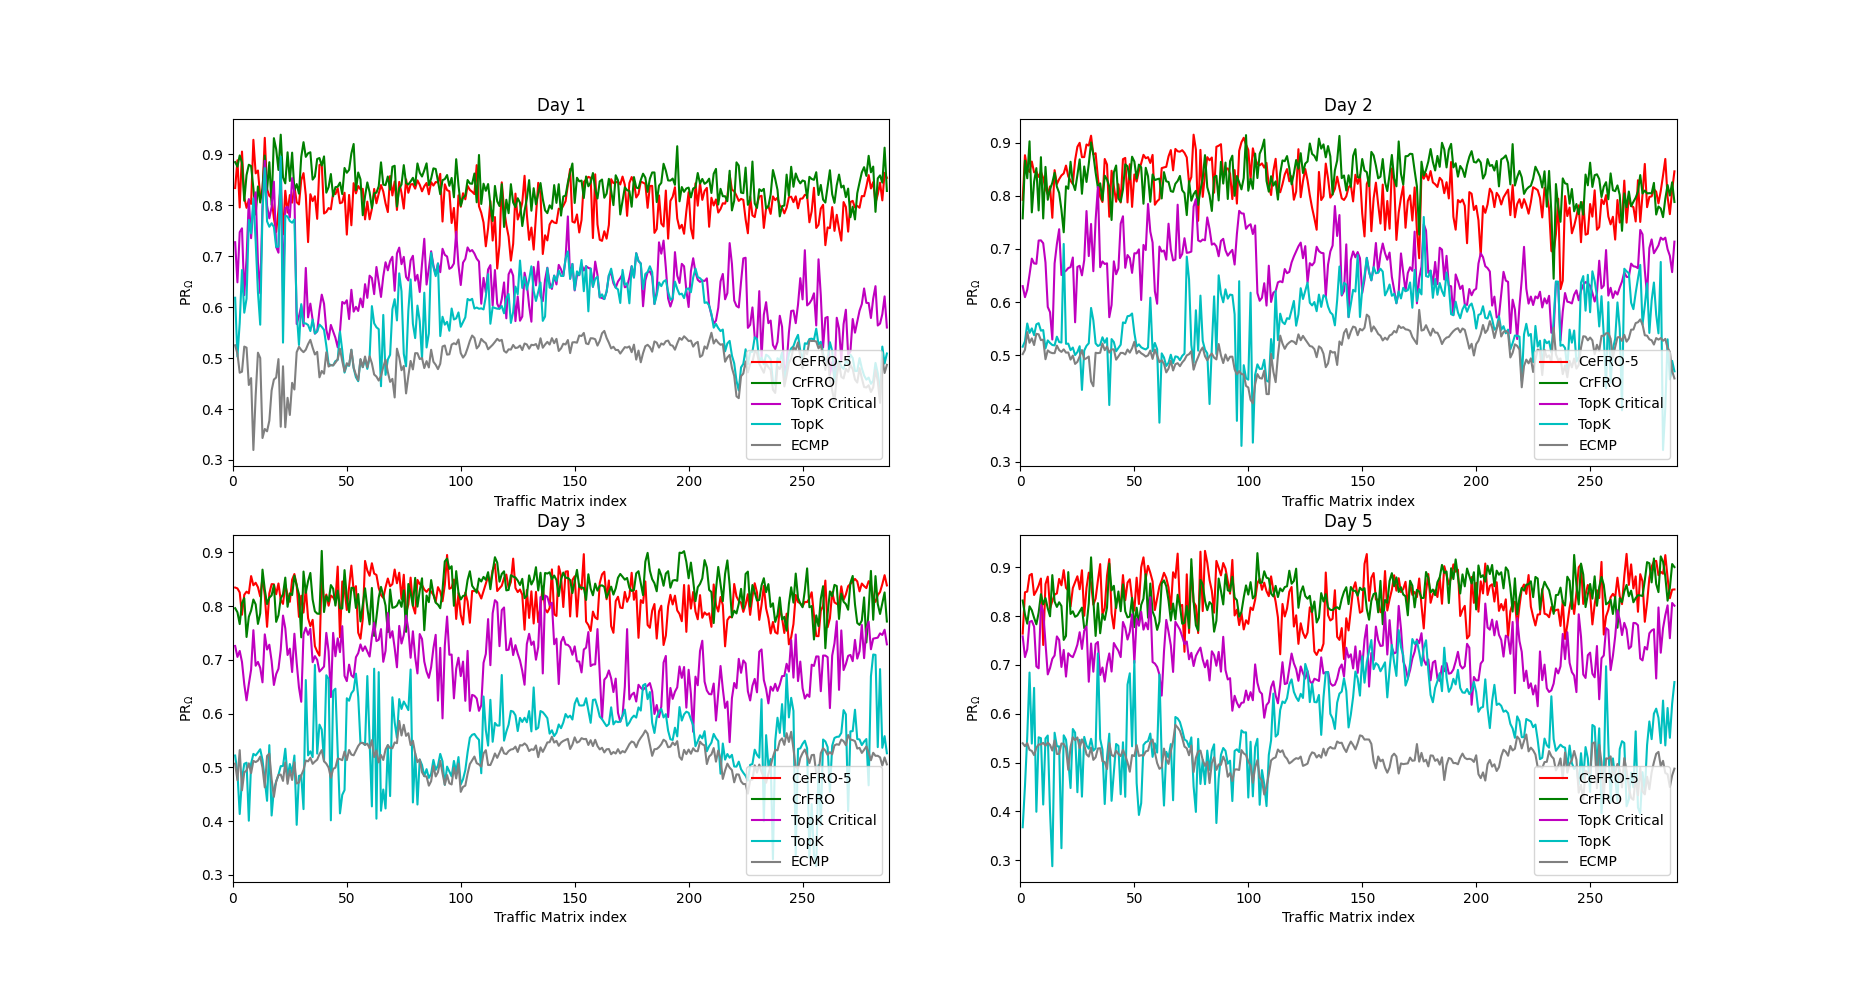 Day 1
0.9
0.8
0.7
0.6
0.5
0.4
0.3
PR_Ω
0 50 100 150 200 250
Traffic Matrix index
CeFRO-5
CrFRO
TopK Critical
TopK
ECMP
Day 2
0.9
0.8
0.7
0.6
0.5
0.4
0.3
PR_Ω
0 50 100 150 200 250
Traffic Matrix index
CeFRO-5
CrFRO
TopK Critical
TopK
ECMP
Day 3
0.9
0.8
0.7
0.6
0.5
0.4
0.3
PR_Ω
0 50 100 150 200 250
Traffic Matrix index
CeFRO-5
CrFRO
TopK Critical
TopK
ECMP
Day 5
0.9
0.8
0.7
0.6
0.5
0.4
0.3
PR_Ω
0 50 100 150 200 250
Traffic Matrix index
CeFRO-5
CrFRO
TopK Critical
TopK
ECMP